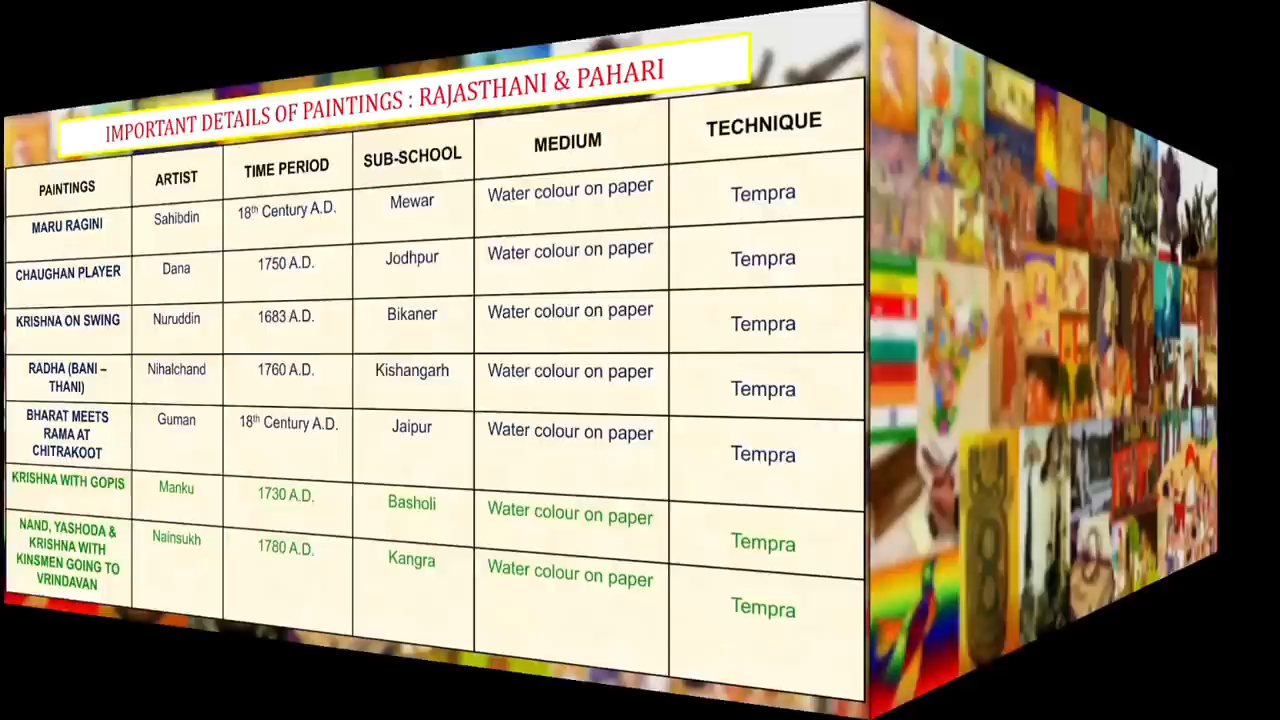 IMPORTANT DETAILS OF PAINTINGS : RAJASTHANI & PAHARI
PAINTINGS ARTIST TIME PERIOD SUB-SCHOOL MEDIUM TECHNIQUE
MARU RAGINI Sahibdin 18th Century A.D. Mewar Water colour on paper Tempra
CHAUGHAN PLAYER Dana 1750 A.D. Jodhpur Water colour on paper Tempra
KRISHNA ON SWING Nuruddin 1683 A.D. Bikaner Water colour on paper Tempra
RADHA (BANI – Nihalchand 1760 A.D. Kishangarh Water colour on paper Tempra
THANI)
BHARAT MEETS Guman 18th Century A.D. Jaipur Water colour on paper Tempra
RAMA AT
CHITRAKOOT
KRISHNA WITH GOPIS Manku 1730 A.D. Basholi Water colour on paper Tempra
NAND, YASHODA & Nainsukh 1780 A.D. Kangra Water colour on paper Tempra
KRISHNA WITH
KINSMEN GOING TO
VRINDAVAN